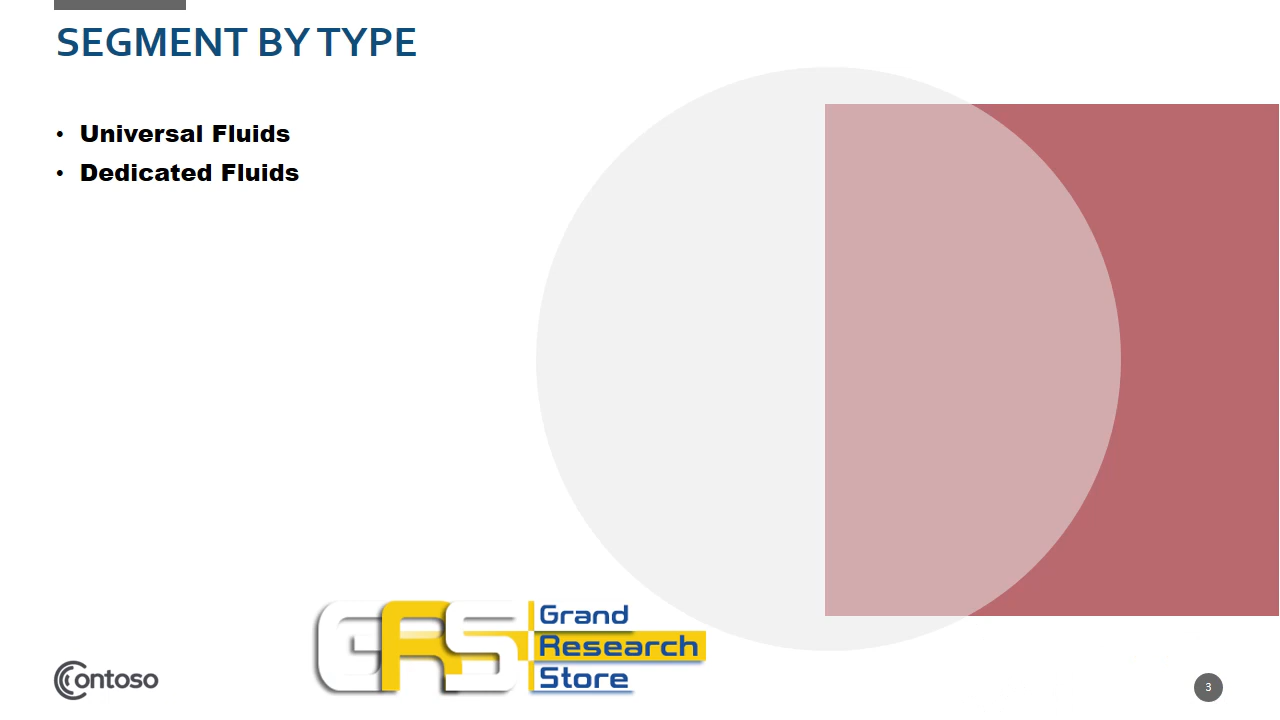 SEGMENT BY TYPE
• Universal Fluids
• Dedicated Fluids
GRS
Grand
Research
Store
Contoso
3